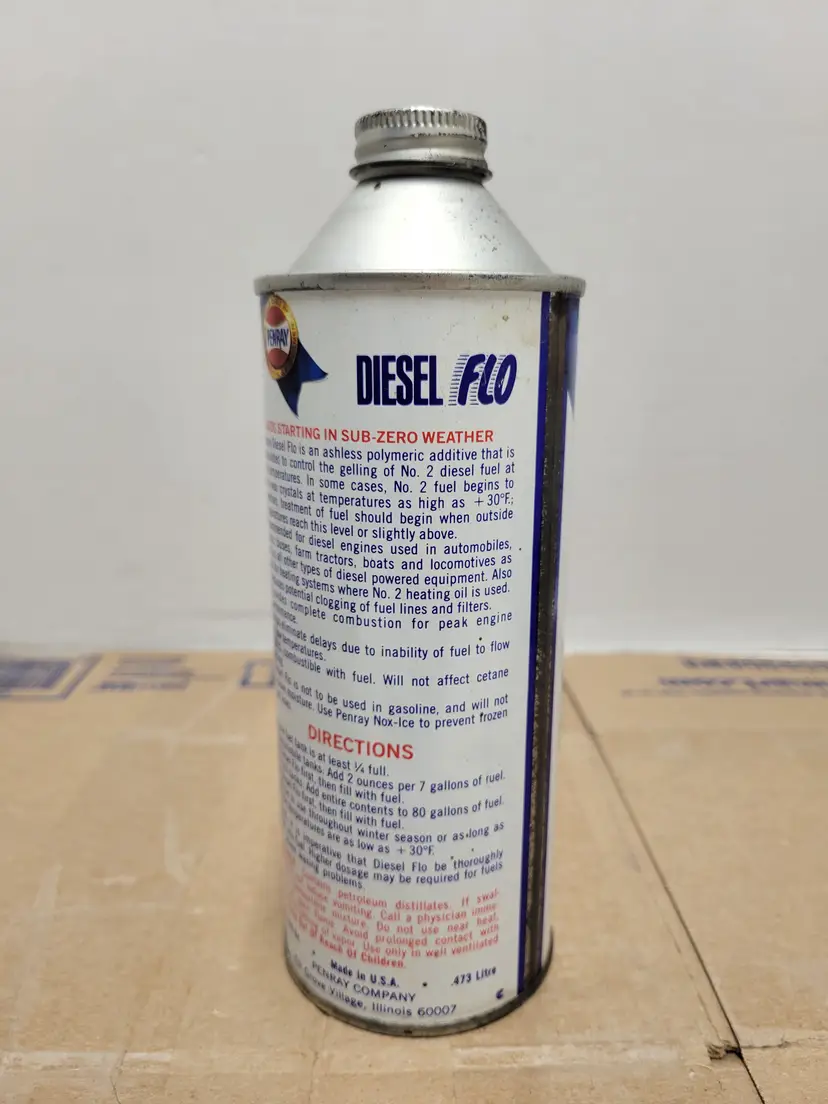 PENRAY
DIESEL FLO
STARTING IN SUB-ZERO WEATHER
Diesel Flo is an ashless polymeric additive that is
to control the gelling of No. 2 diesel fuel at
In some cases, No. 2 fuel begins to
crystals at temperatures as high as +30°F.;
treatment of fuel should begin when outside
reach this level or slightly above.
for diesel engines used in automobiles,
farm tractors, boats and locomotives as
other types of diesel powered equipment. Also
heating systems where No. 2 heating oil is used.
potential clogging of fuel lines and filters.
complete combustion for peak engine
delays due to inability of fuel to flow
temperatures.
with fuel. Will not affect cetane
is not to be used in gasoline, and will not
moisture. Use Penray Nox-Ice to prevent frozen
DIRECTIONS
tank is at least ¼ full.
Add 2 ounces per 7 gallons of fuel.
first, then fill with fuel.
Add entire contents to 80 gallons of fuel.
first, then fill with fuel.
throughout winter season or as long as
are as low as +30°F.
imperative that Diesel Flo be thoroughly
Higher dosage may be required for fuels
problems.
petroleum distillates. If swal-
vomiting. Call a physician imme-
mixture. Do not use near heat,
Avoid prolonged contact with
of vapor. Use only in well ventilated
Reach Of Children.
Made in U.S.A. .473 Litre
PENRAY COMPANY
Village, Illinois 60007